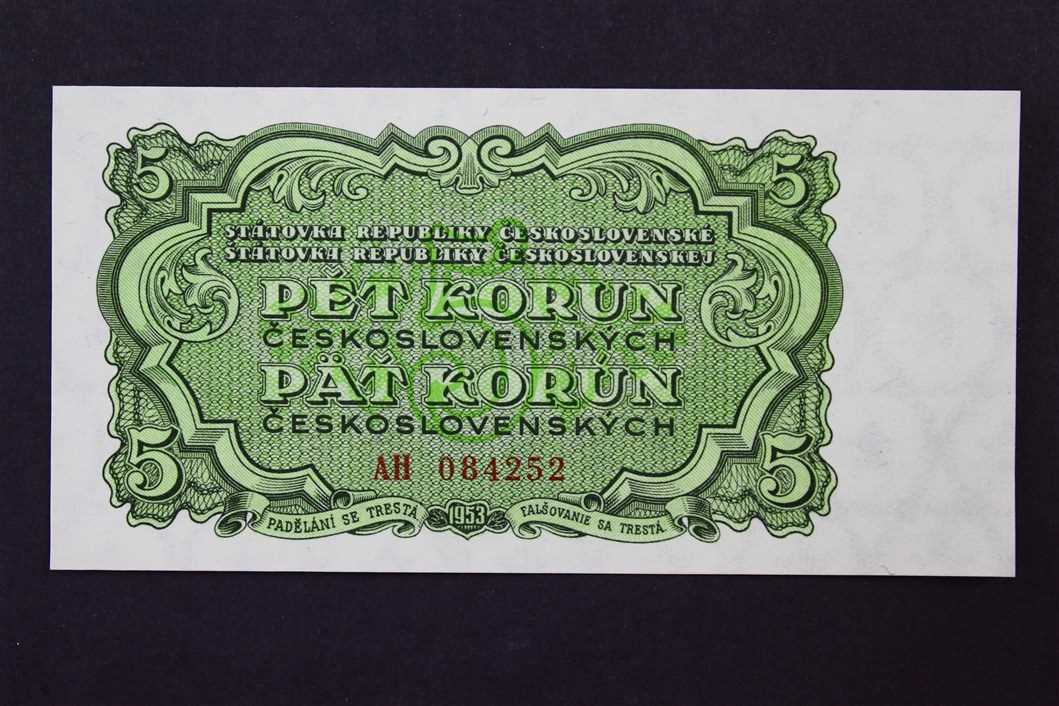 5 5
STÁTOVKA REPUBLIKY ČESKOSLOVENSKÉ
ŠTÁTOVKA REPUBLIKY ČESKOSLOVENSKEJ
PĚT KORUN
ČESKOSLOVENSKÝCH
PÄŤ KORÚN
ČESKOSLOVENSKÝCH
5 5
AH 084252
PADĚLÁNÍ SE TRESTÁ 1953 FALŠOVANIE SA TRESTÁ